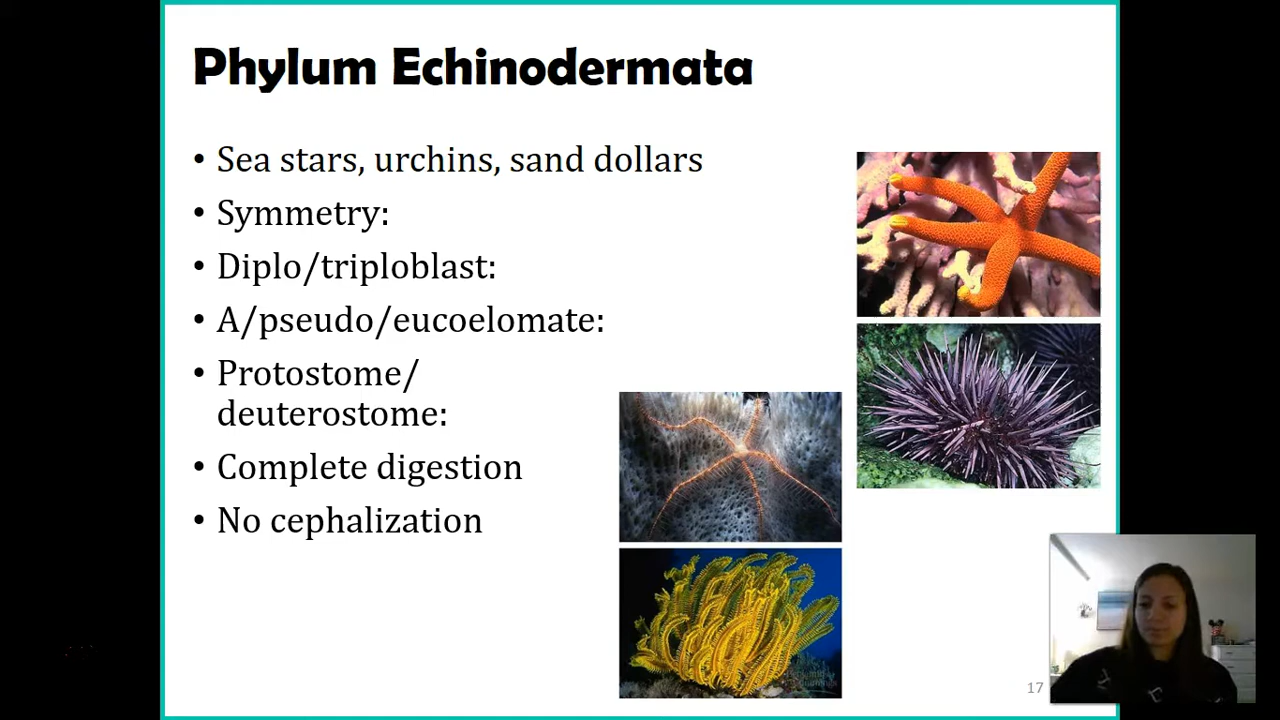 Phylum Echinodermata
• Sea stars, urchins, sand dollars
• Symmetry:
• Diplo/triploblast:
• A/pseudo/eucoelomate:
• Protostome/
deuterostome:
• Complete digestion
• No cephalization
17